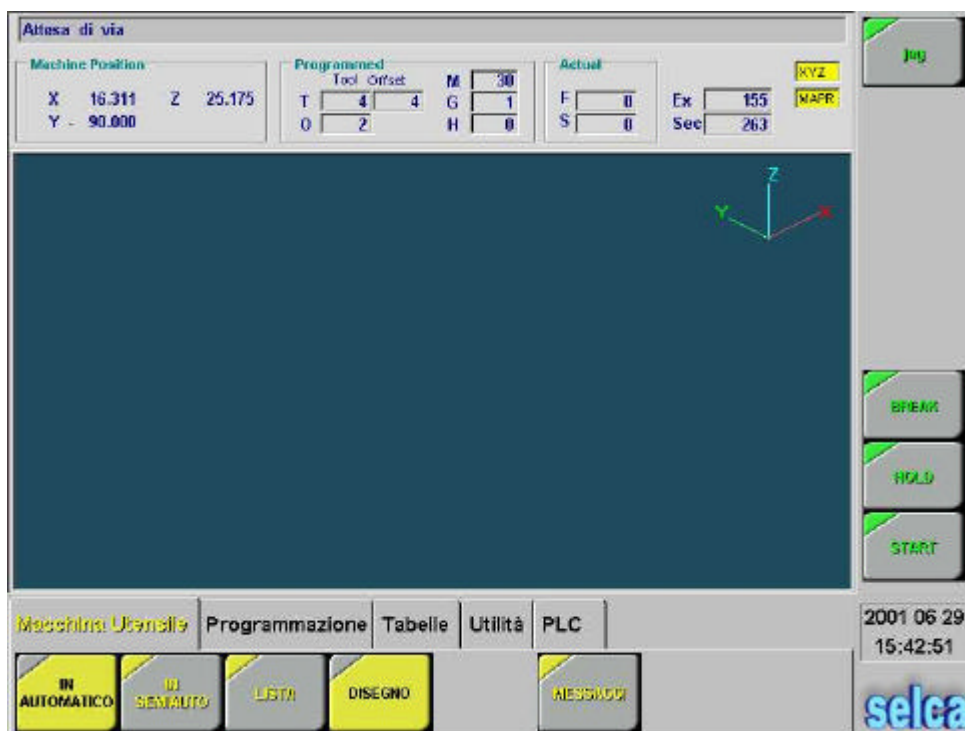 Attesa di via
Machine Position
X 16.311 Z 25.175
Y - 90.000
Programmed
Tool Offset
T 4 4
O 2
M 30
G 1
H 0
Actual
F 0
S 0
Ex 155
Sec 263
XYZ
MAPR
Jog
Z
Y
X
BREAK
HOLD
START
Macchina Utensile Programmazione Tabelle Utilità PLC
2001 06 29
15:42:51
IN AUTOMATICO
IN SEMIAUTO
LISTA
DISEGNO
MESSAGGI
selca